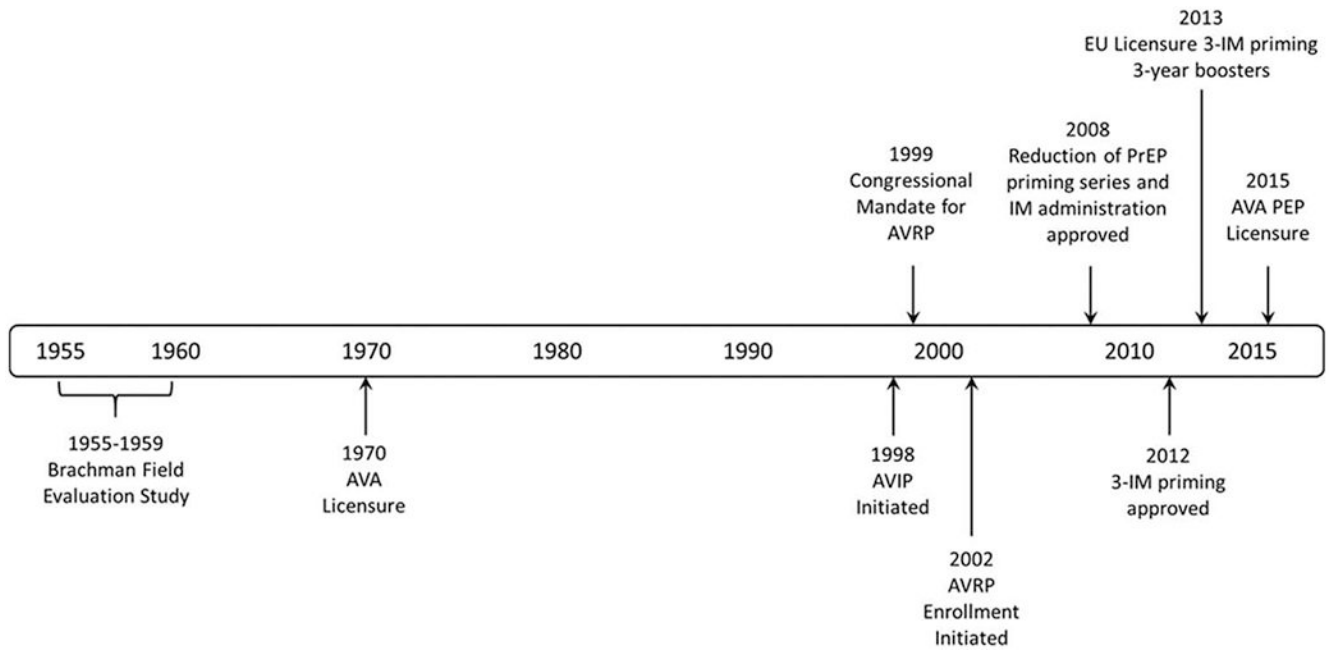 2013
EU Licensure 3-IM priming
3-year boosters
2008
Reduction of PrEP
priming series and
IM administration
approved
1999
Congressional
Mandate for
AVRP
2015
AVA PEP
Licensure
1955 1960 1970 1980 1990 2000 2010 2015
1955-1959
Brachman Field
Evaluation Study
1970
AVA
Licensure
1998
AVIP
Initiated
2012
3-IM priming
approved
2002
AVRP
Enrollment
Initiated